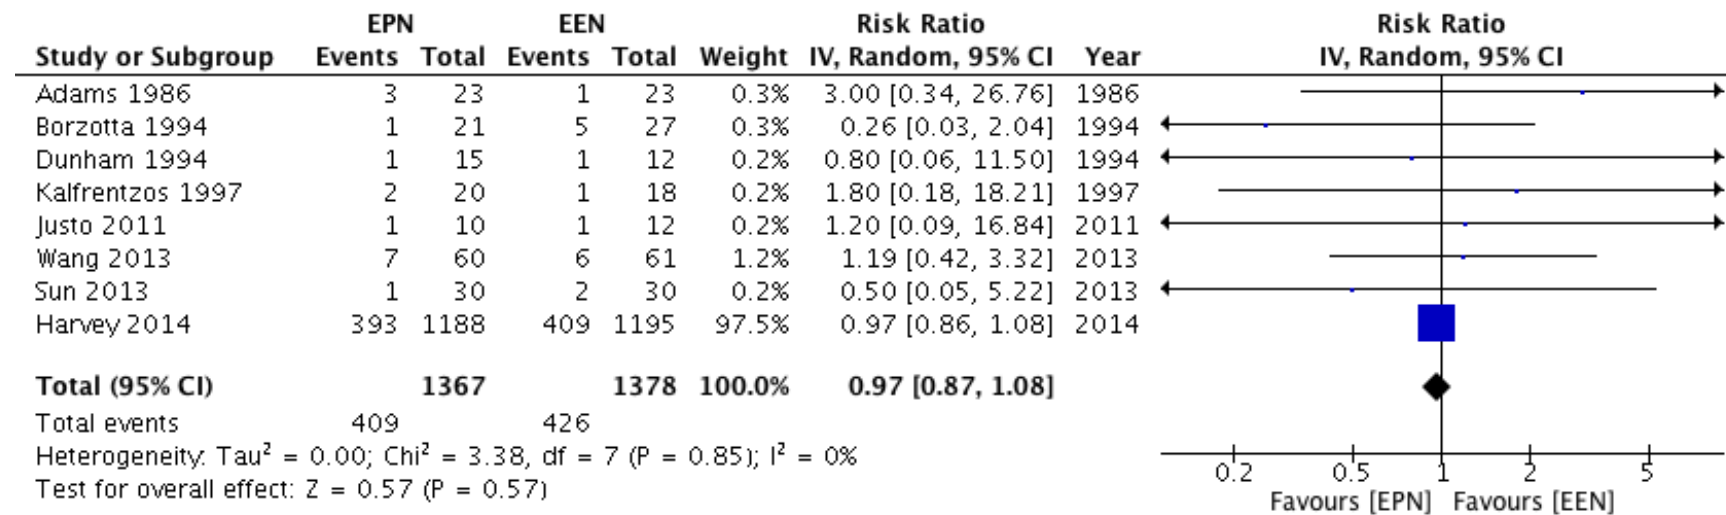 EPN EEN Risk Ratio Risk Ratio
Study or Subgroup Events Total Events Total Weight IV, Random, 95% CI Year IV, Random, 95% CI
Adams 1986 3 23 1 23 0.3% 3.00 [0.34, 26.76] 1986
Borzotta 1994 1 21 5 27 0.3% 0.26 [0.03, 2.04] 1994
Dunham 1994 1 15 1 12 0.2% 0.80 [0.06, 11.50] 1994
Kalfrentzos 1997 2 20 1 18 0.2% 1.80 [0.18, 18.21] 1997
Justo 2011 1 10 1 12 0.2% 1.20 [0.09, 16.84] 2011
Wang 2013 7 60 6 61 1.2% 1.19 [0.42, 3.32] 2013
Sun 2013 1 30 2 30 0.2% 0.50 [0.05, 5.22] 2013
Harvey 2014 393 1188 409 1195 97.5% 0.97 [0.86, 1.08] 2014
Total (95% CI) 1367 1378 100.0% 0.97 [0.87, 1.08]
Total events 409 426
Heterogeneity: Tau² = 0.00; Chi² = 3.38, df = 7 (P = 0.85); I² = 0%
Test for overall effect: Z = 0.57 (P = 0.57)
0.2 0.5 1 2 5
Favours [EPN] Favours [EEN]